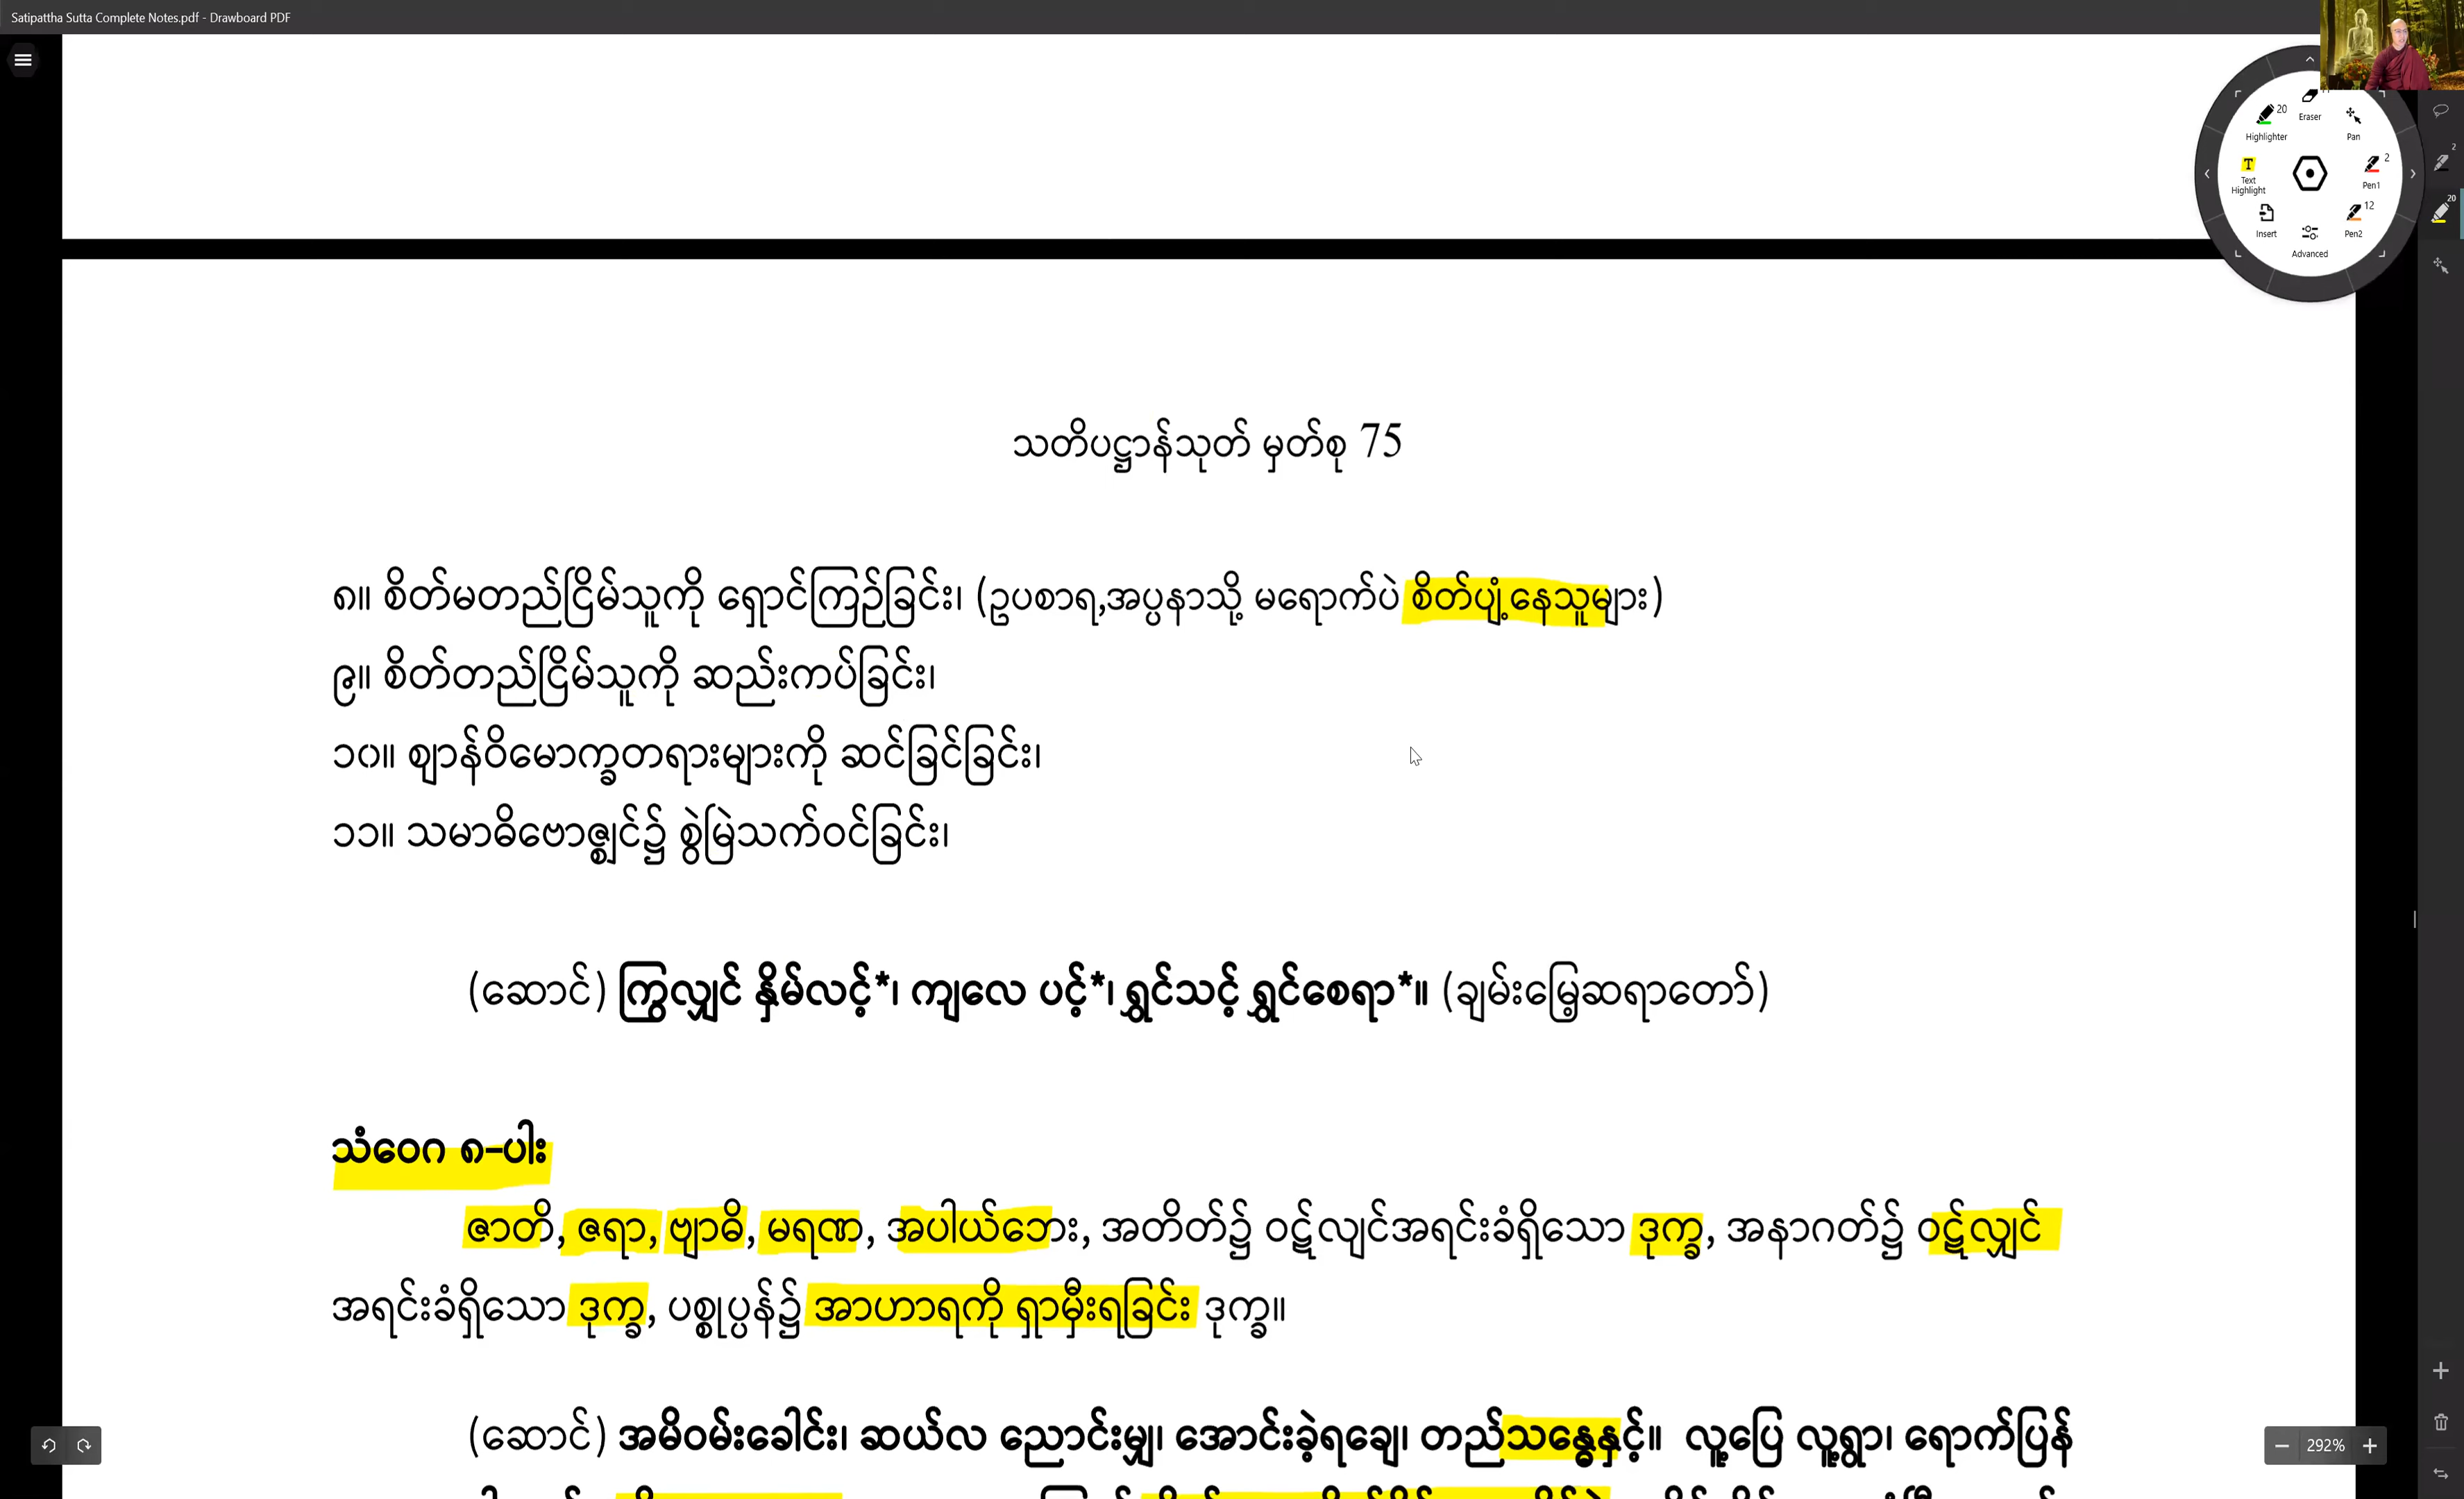 Satipattha Sutta Complete Notes.pdf - Drawboard PDF
20
Eraser
Highlighter
Pan
T
2
Text
Highlight
Pen1
12
Insert
Pen2
Advanced
2
20
သတိပဋ္ဌာန်သုတ် မှတ်စု 75
၈။ စိတ်မတည်ငြိမ်သူကို ရှောင်ကြဉ်ခြင်း၊ (ဥပစာရ,အပ္ပနာသို့ မရောက်ပဲ စိတ်ပျံ့နေသူများ)
၉။ စိတ်တည်ငြိမ်သူကို ဆည်းကပ်ခြင်း၊
၁၀။ ဈာန်ဝိမောက္ခတရားများကို ဆင်ခြင်ခြင်း၊
၁၁။ သမာဓိဗောဇ္ဈင်၌ စွဲမြဲသက်ဝင်ခြင်း၊
(ဆောင်) ကြွလျှင် နှိမ်လင့်*၊ ကျလေ ပင့်*၊ ရွှင်သင့် ရွှင်စေရာ*။ (ချမ်းမြွေ့ဆရာတော်)
သံဝေဂ ၈–ပါး
ဇာတိ, ဇရာ, ဗျာဓိ, မရဏ, အပါယ်ဘေး, အတိတ်၌ ဝဋ်လျင်အရင်းခံရှိသော ဒုက္ခ, အနာဂတ်၌ ဝဋ်လျှင်
အရင်းခံရှိသော ဒုက္ခ, ပစ္စုပ္ပန်၌ အာဟာရကို ရှာမှီးရခြင်း ဒုက္ခ။
(ဆောင်) အမိဝမ်းခေါင်း၊ ဆယ်လ ညောင်းမျှ၊ အောင်းခဲ့ရချေ၊ တည်သန္ဓေနှင့်။ လူ့ပြေ လူ့ရွာ၊ ရောက်ပြန်
292%